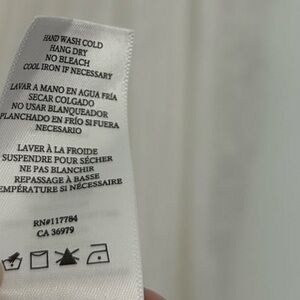 HAND WASH COLD
HANG DRY
NO BLEACH
COOL IRON IF NECESSARY
LAVAR A MANO EN AGUA FRÍA
SECAR COLGADO
NO USAR BLANQUEADOR
PLANCHADO EN FRÍO SI FUERA
NECESARIO
LAVER À LA FROIDE
SUSPENDRE POUR SÉCHER
NE PAS BLANCHIR
REPASSAGE À BASSE
TEMPÉRATURE SI NÉCESSAIRE
RN#117784
CA 36979